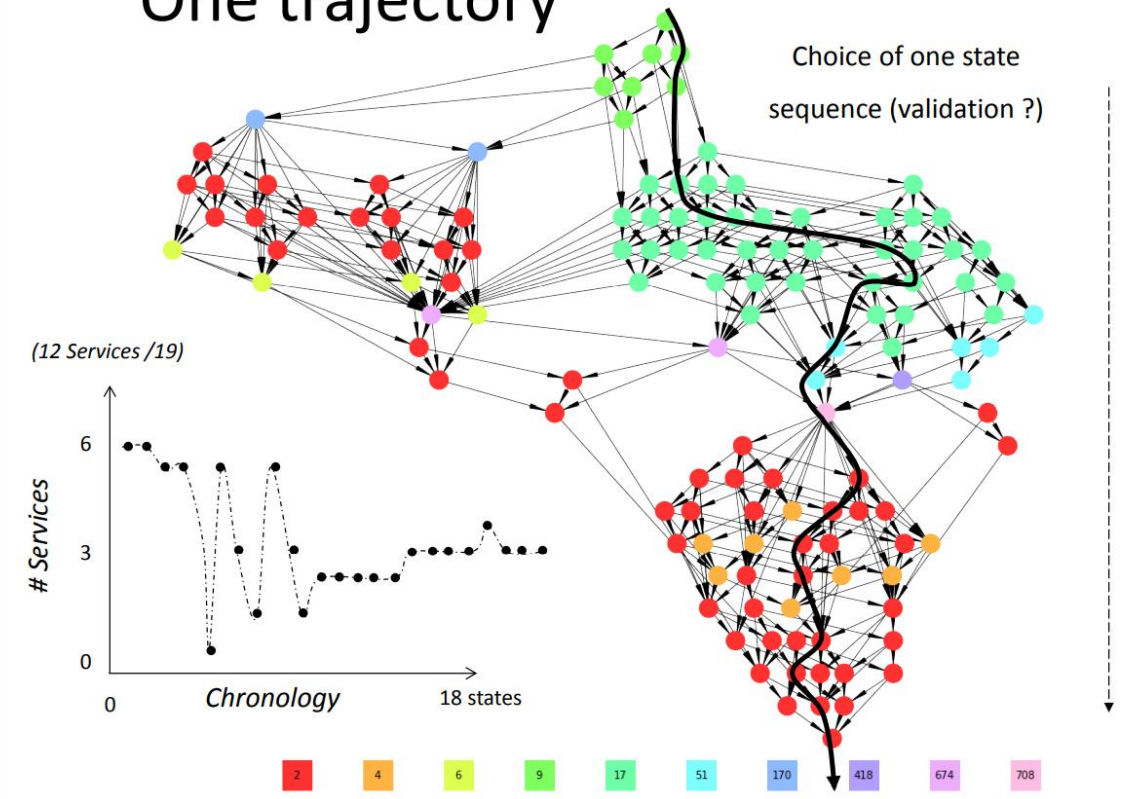 One trajectory
Choice of one state
sequence (validation ?)
(12 Services /19)
6
3
0
# Services
0
Chronology
18 states
2 4 6 9 17 51 170 418 674 708